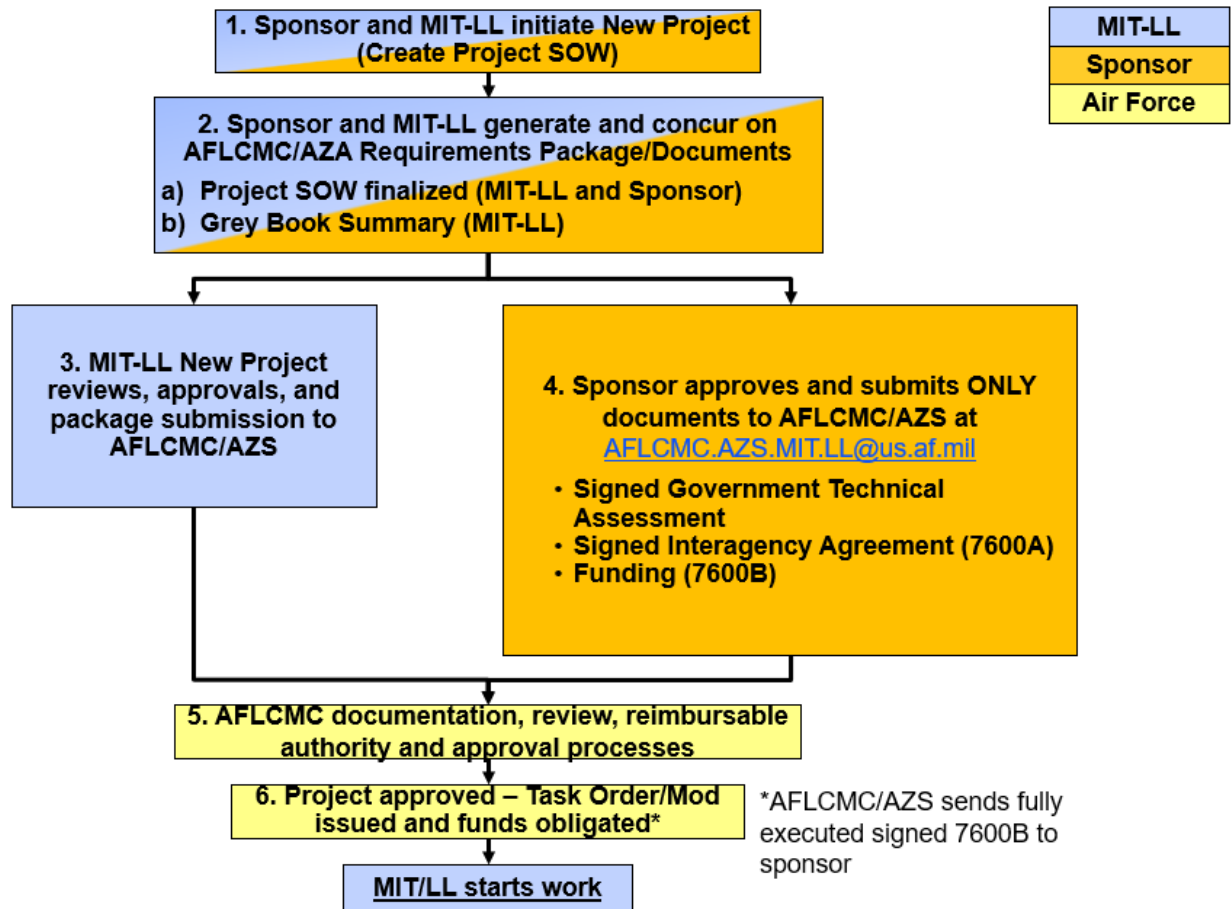 1. Sponsor and MIT-LL initiate New Project
(Create Project SOW)
MIT-LL
Sponsor
Air Force
2. Sponsor and MIT-LL generate and concur on
AFLCMC/AZA Requirements Package/Documents
a) Project SOW finalized (MIT-LL and Sponsor)
b) Grey Book Summary (MIT-LL)
3. MIT-LL New Project
reviews, approvals, and
package submission to
AFLCMC/AZS
4. Sponsor approves and submits ONLY
documents to AFLCMC/AZS at
AFLCMC.AZS.MIT.LL@us.af.mil
• Signed Government Technical
Assessment
• Signed Interagency Agreement (7600A)
• Funding (7600B)
5. AFLCMC documentation, review, reimbursable
authority and approval processes
6. Project approved – Task Order/Mod
issued and funds obligated*
*AFLCMC/AZS sends fully
executed signed 7600B to
sponsor
MIT/LL starts work